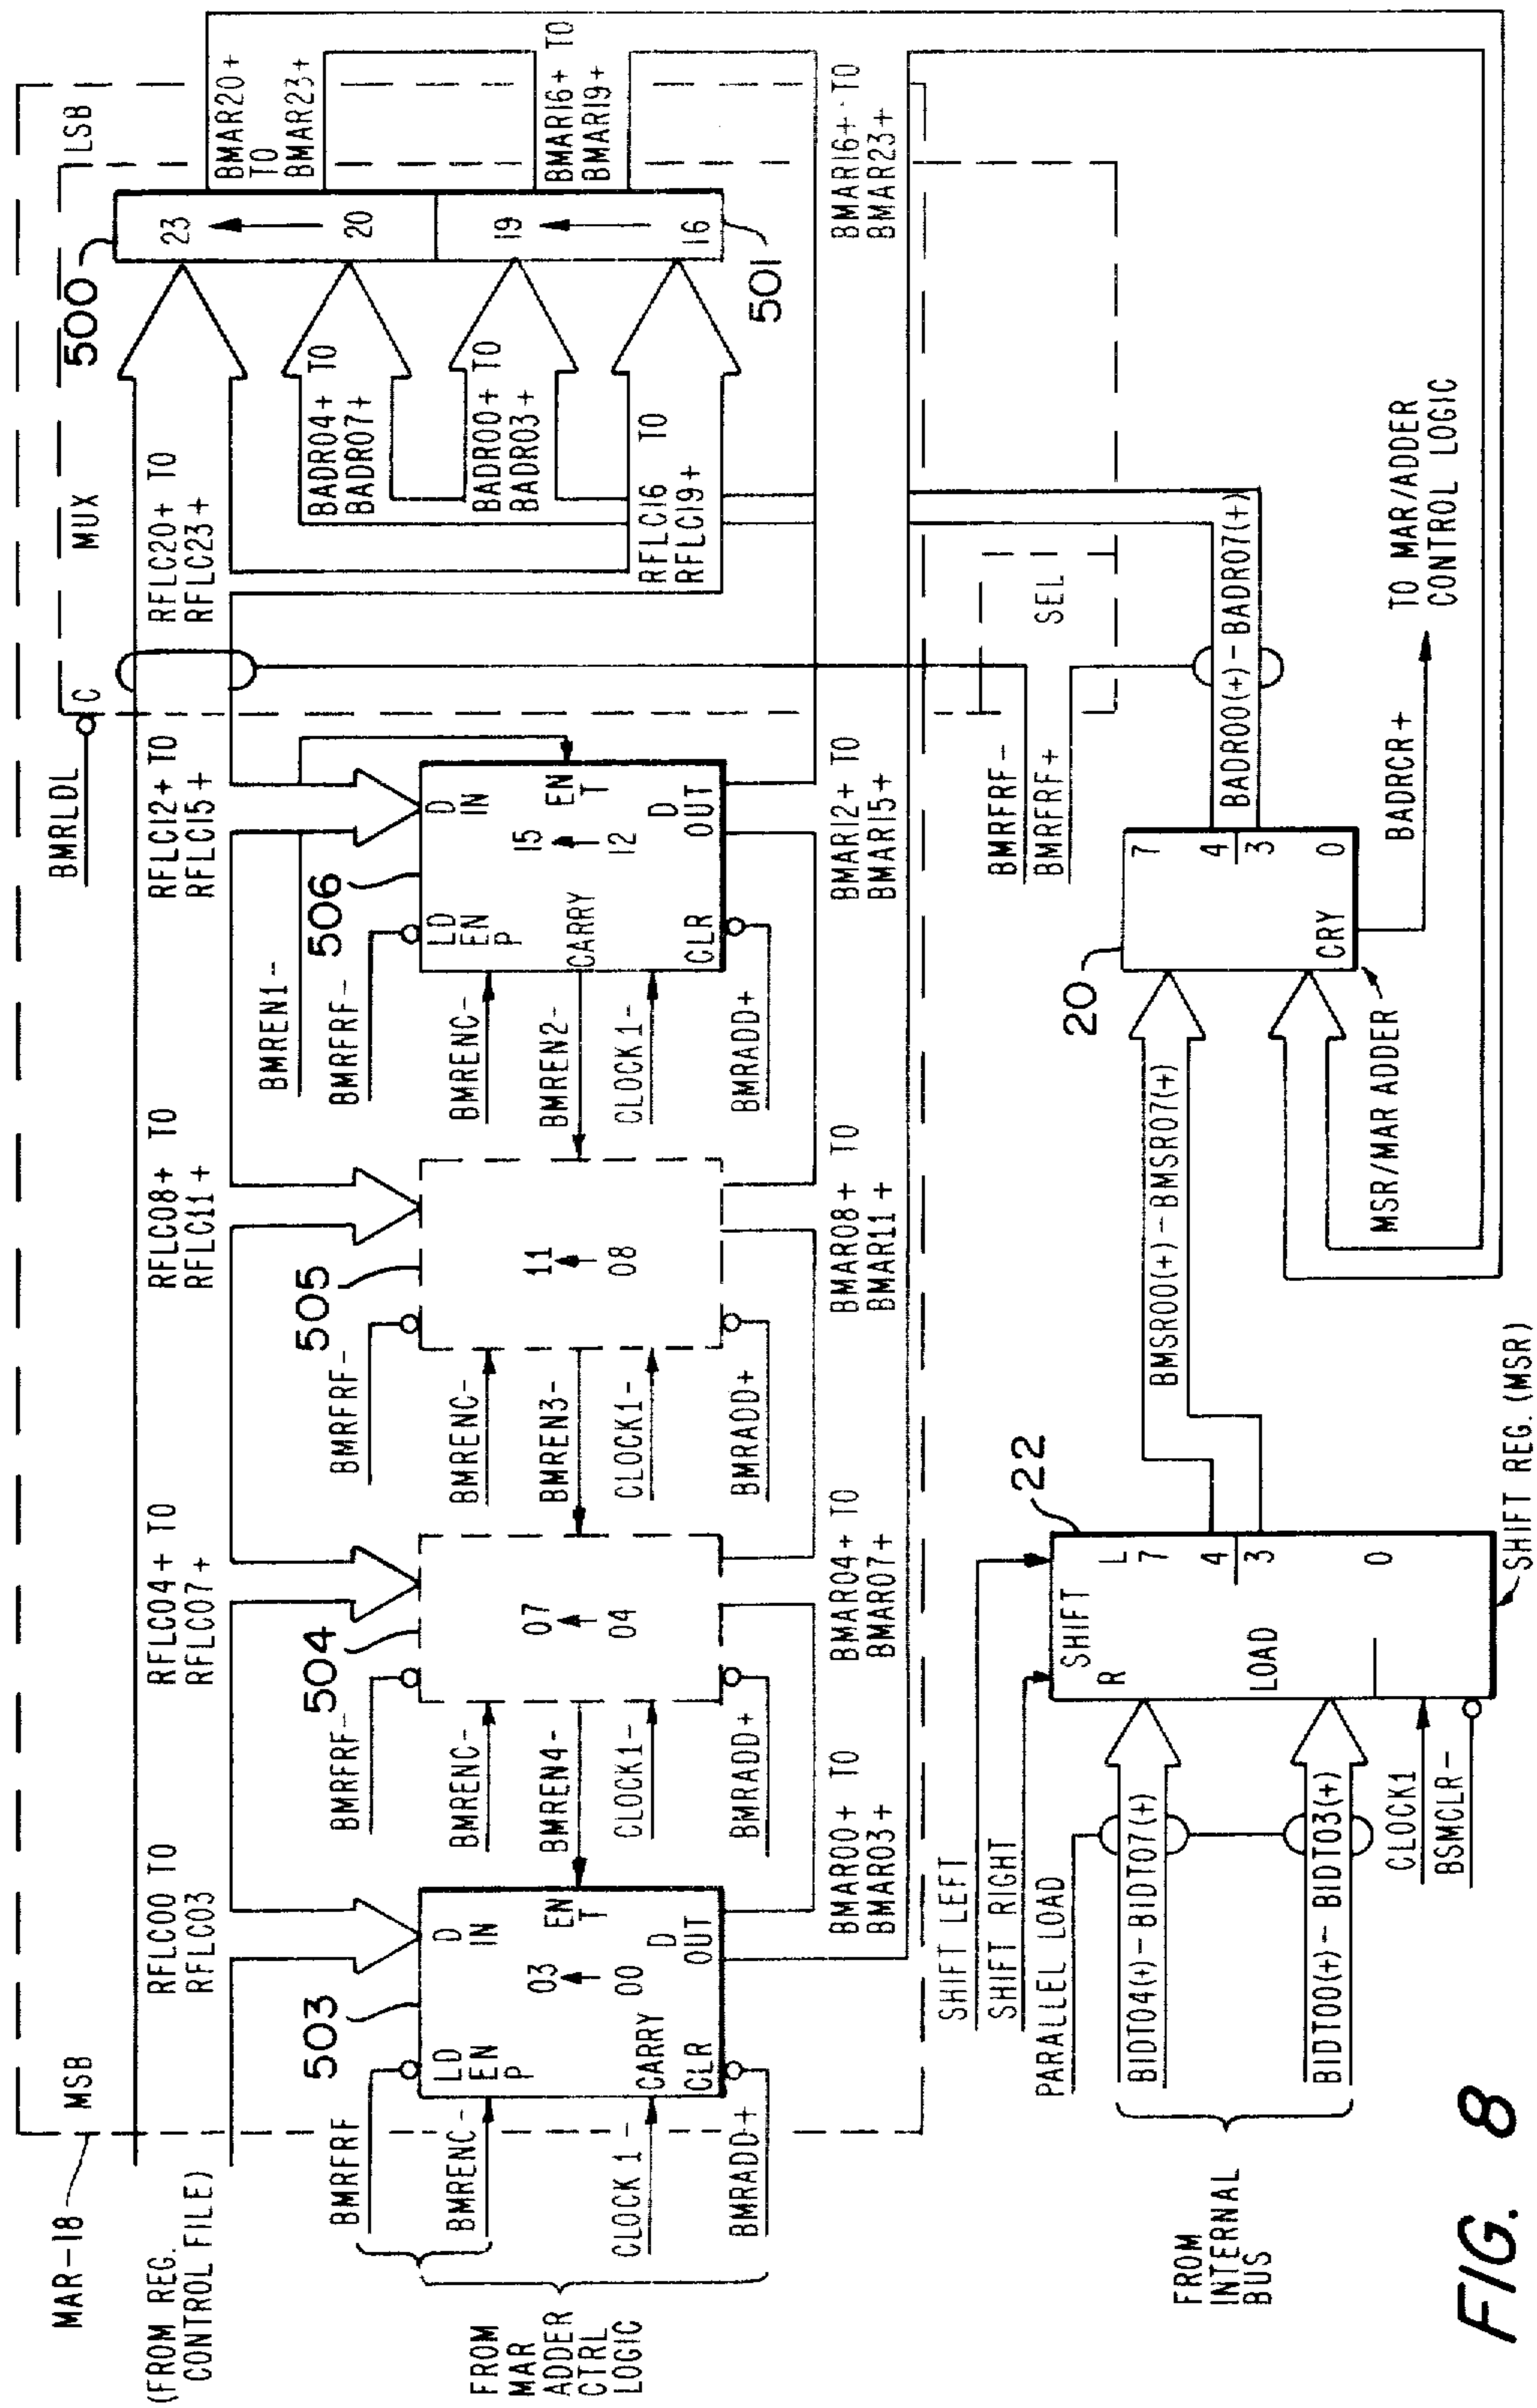 MAR-18
MSB
BMRLDL
C
MUX
LSB
(FROM REG.
CONTROL FILE)
RFLC00 TO
RFLC03
RFLC04+ TO
RFLC07+
RFLC08+ TO
RFLC11+
RFLC12+ TO
RFLC15+
RFLC20+ TO
RFLC23+
500
23
20
19
16
501
BMAR20+
TO
BMAR23+
BMAR16+ TO
BMAR19+
BADR04+ TO
BADR07+
BADR00+ TO
BADR03+
RFLC16 TO
RFLC19+
BMREN1-
FROM
MAR
ADDER
CTRL
LOGIC
BMRFRF
BMRENC-
CLOCK1-
BMRADD+
503
LD
EN
P
D
IN
03
00
EN
T
CARRY
CLR
D
OUT
BMRFRF-
BMRENC-
BMREN4-
CLOCK1-
BMRADD+
504
07
04
BMRFRF-
BMRENC-
BMREN3-
CLOCK1-
BMRADD+
505
11
08
BMRFRF-
BMRENC-
BMREN2-
CLOCK1-
BMRADD+
506
LD
EN
P
D
IN
15
12
EN
T
CARRY
CLR
D
OUT
BMAR00+ TO
BMAR03+
BMAR04+ TO
BMAR07+
BMAR08+ TO
BMAR11+
BMAR12+ TO
BMAR15+
BMAR16+ TO
BMAR23+
SEL
BMRFRF-
BMRFRF+
SHIFT LEFT
SHIFT RIGHT
PARALLEL LOAD
FROM
INTERNAL
BUS
BIDT04(+)-BIDT07(+)
BIDT00(+)-BIDT03(+)
CLOCK1
BSMCLR-
22
SHIFT
R
L
7
4
3
0
LOAD
SHIFT REG. (MSR)
BMSR00(+)-BMSR07(+)
20
7
4
3
0
CRY
MSR/MAR ADDER
BADR00(+)-BADR07(+)
BADRCR+
TO MAR/ADDER
CONTROL LOGIC
FIG. 8